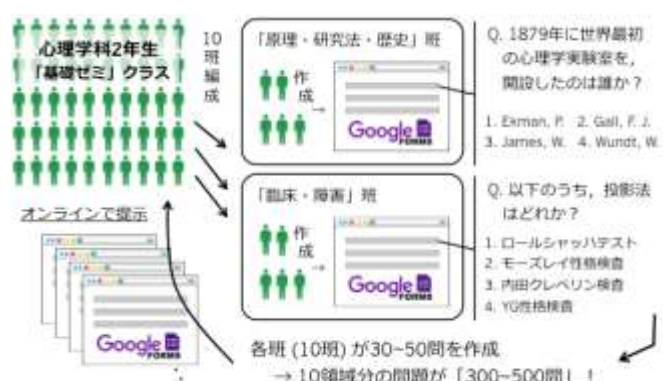 心理学科2年生
「基礎ゼミ」クラス
10班編成
「原理・研究法・歴史」班
作成
Google FORMS
Q. 1879年に世界最初
の心理学実験室を,
開設したのは誰か?
1. Ekman, P. 2. Gall, F. J.
3. James, W. 4. Wundt, W.
「臨床・障害」班
作成
Google FORMS
Q. 以下のうち, 投影法
はどれか?
1. ロールシャッハテスト
2. モーズレイ性格検査
3. 内田クレペリン検査
4. YG性格検査
オンラインで提示
Google FORMS
各班 (10班) が30~50問を作成
→ 10領域分の問題が「300~500問」!